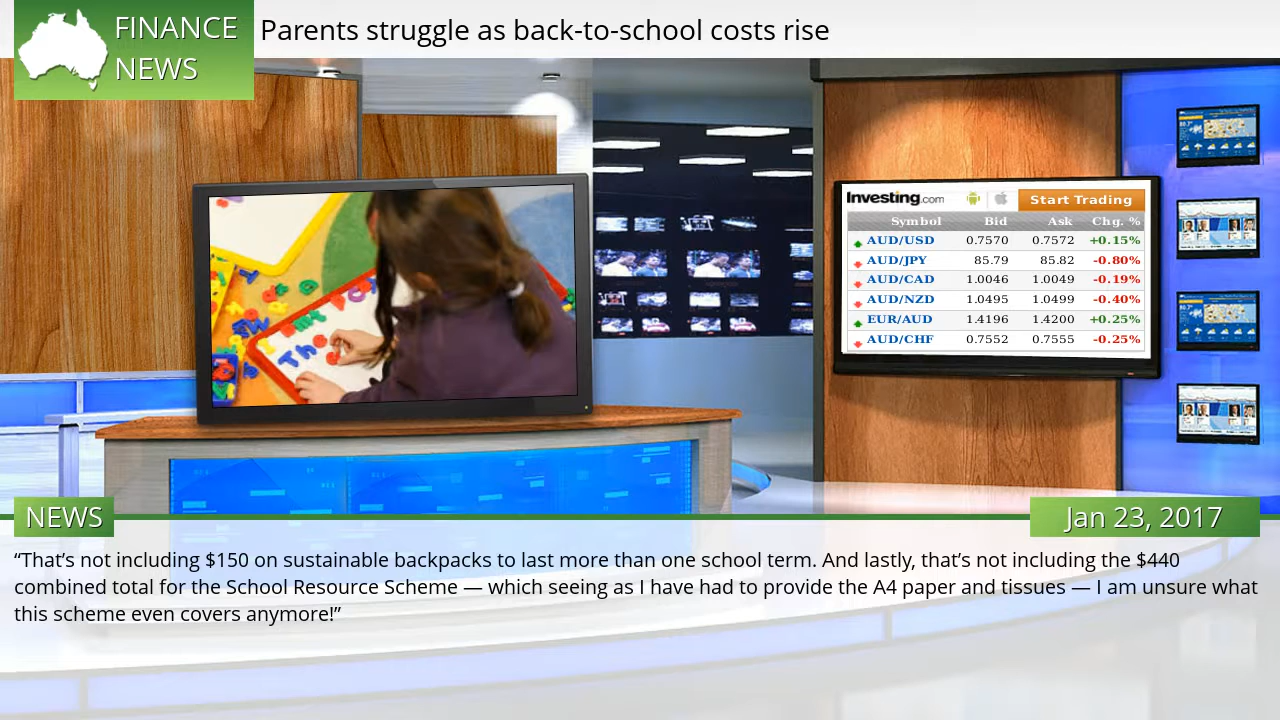 FINANCE
NEWS
Parents struggle as back-to-school costs rise
Investing.com
Start Trading
Symbol Bid Ask Chg. %
AUD/USD 0.7570 0.7572 +0.15%
AUD/JPY 85.79 85.82 -0.80%
AUD/CAD 1.0046 1.0049 -0.19%
AUD/NZD 1.0495 1.0499 -0.40%
EUR/AUD 1.4196 1.4200 +0.25%
AUD/CHF 0.7552 0.7555 -0.25%
NEWS
Jan 23, 2017
“That’s not including $150 on sustainable backpacks to last more than one school term. And lastly, that’s not including the $440
combined total for the School Resource Scheme — which seeing as I have had to provide the A4 paper and tissues — I am unsure what
this scheme even covers anymore!”